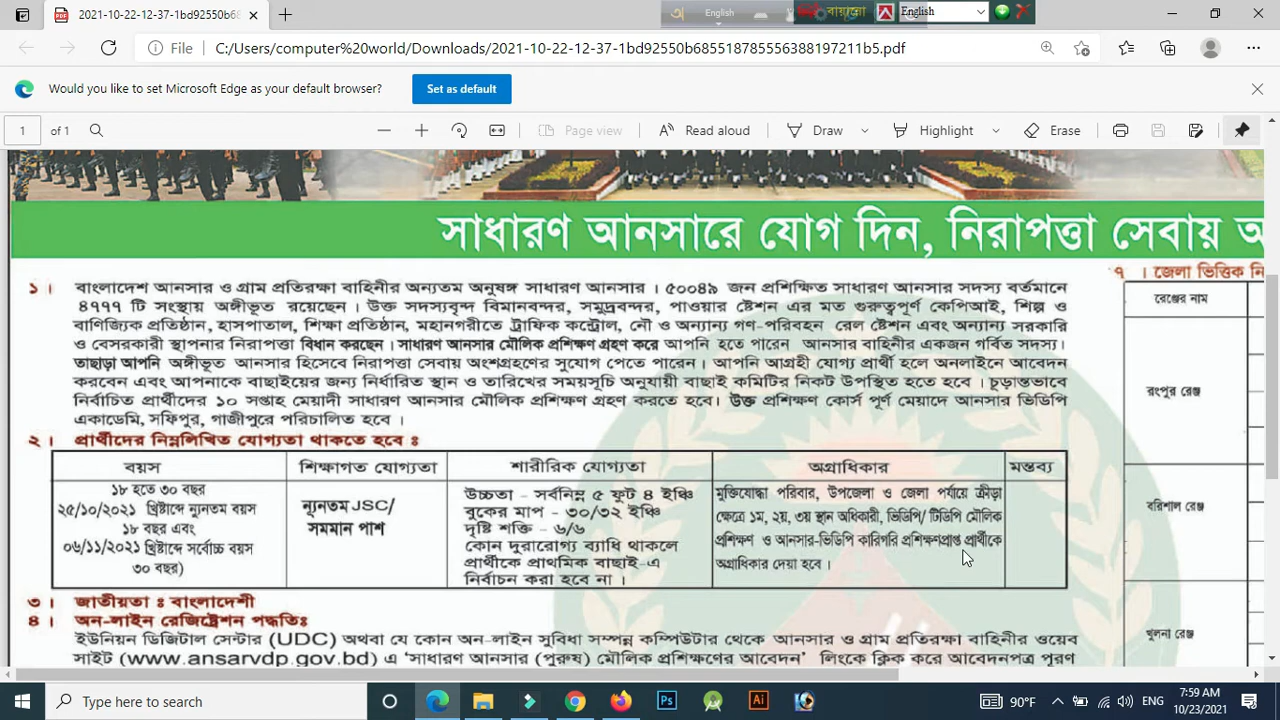 2021-10-22-12-37-1bd92550b68
English
বায়ান্নো
English
File C:/Users/computer%20world/Downloads/2021-10-22-12-37-1bd92550b685518785556388197211b5.pdf
Would you like to set Microsoft Edge as your default browser? Set as default
1 of 1 Page view Read aloud Draw Highlight Erase
সাধারণ আনসারে যোগ দিন, নিরাপত্তা সেবায় অ
১। বাংলাদেশ আনসার ও গ্রাম প্রতিরক্ষা বাহিনীর অন্যতম অনুষঙ্গ সাধারণ আনসার। ৫০০৪৯ জন প্রশিক্ষিত সাধারণ আনসার সদস্য বর্তমানে
৪৭৭৭ টি সংস্থায় অঙ্গীভূত রয়েছেন। উক্ত সদস্যবৃন্দ বিমানবন্দর, সমুদ্রবন্দর, পাওয়ার ষ্টেশন এর মত গুরুত্বপূর্ণ কেপিআই, শিল্প ও
বাণিজ্যিক প্রতিষ্ঠান, হাসপাতাল, শিক্ষা প্রতিষ্ঠান, মহানগরীতে ট্রাফিক কন্ট্রোল, নৌ ও অন্যান্য গণ-পরিবহন রেল ষ্টেশন এবং অন্যান্য সরকারি
ও বেসরকারী স্থাপনার নিরাপত্তা বিধান করছেন। সাধারণ আনসার মৌলিক প্রশিক্ষণ গ্রহণ করে আপনি হতে পারেন আনসার বাহিনীর একজন গর্বিত সদস্য।
তাছাড়া আপনি অঙ্গীভূত আনসার হিসেবে নিরাপত্তা সেবায় অংশগ্রহণের সুযোগ পেতে পারেন। আপনি আগ্রহী যোগ্য প্রার্থী হলে অনলাইনে আবেদন
করবেন এবং আপনাকে বাছাইয়ের জন্য নির্ধারিত স্থান ও তারিখের সময়সূচি অনুযায়ী বাছাই কমিটির নিকট উপস্থিত হতে হবে। চূড়ান্তভাবে
নির্বাচিত প্রার্থীদের ১০ সপ্তাহ মেয়াদী সাধারণ আনসার মৌলিক প্রশিক্ষণ গ্রহণ করতে হবে। উক্ত প্রশিক্ষণ কোর্স পূর্ণ মেয়াদে আনসার ভিডিপি
একাডেমি, সফিপুর, গাজীপুরে পরিচালিত হবে।
২। প্রার্থীদের নিম্নলিখিত যোগ্যতা থাকতে হবে ঃ
বয়স
১৮ হতে ৩০ বছর
২৫/১০/২০২১ খ্রিষ্টাব্দে ন্যূনতম বয়স
১৮ বছর এবং
০৬/১১/২০২১ খ্রিষ্টাব্দে সর্বোচ্চ বয়স
৩০ বছর)
শিক্ষাগত যোগ্যতা
ন্যূনতম JSC/
সমমান পাশ
শারীরিক যোগ্যতা
উচ্চতা - সর্বনিম্ন ৫ ফুট ৪ ইঞ্চি
বুকের মাপ - ৩০/৩২ ইঞ্চি
দৃষ্টি শক্তি - ৬/৬
কোন দুরারোগ্য ব্যাধি থাকলে
প্রার্থীকে প্রাথমিক বাছাই-এ
নির্বাচন করা হবে না ।
অগ্রাধিকার
মুক্তিযোদ্ধা পরিবার, উপজেলা ও জেলা পর্যায়ে ক্রীড়া
ক্ষেত্রে ১ম, ২য়, ৩য় স্থান অধিকারী, ভিডিপি/ টিডিপি মৌলিক
প্রশিক্ষণ ও আনসার-ভিডিপি কারিগরি প্রশিক্ষণপ্রাপ্ত প্রার্থীকে
অগ্রাধিকার দেয়া হবে ।
মন্তব্য
৩। জাতীয়তা ঃ বাংলাদেশী
৪। অন-লাইন রেজিষ্ট্রেশন পদ্ধতিঃ
ইউনিয়ন ডিজিটাল সেন্টার (UDC) অথবা যে কোন অন-লাইন সুবিধা সম্পন্ন কম্পিউটার থেকে আনসার ও গ্রাম প্রতিরক্ষা বাহিনীর ওয়েব
সাইট (www.ansarvdp.gov.bd) এ ‘সাধারণ আনসার (পুরুষ) মৌলিক প্রশিক্ষণের আবেদন’ লিংকে ক্লিক করে আবেদনপত্র পূরণ
৭ । জেলা ভিত্তিক নি
রেঞ্জের নাম
রংপুর রেঞ্জ
বরিশাল রেঞ্জ
খুলনা রেঞ্জ
Type here to search
90°F ENG 7:59 AM
10/23/2021